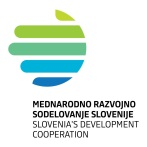 MEDNARODNO RAZVOJNO
SODELOVANJE SLOVENIJE
SLOVENIA'S DEVELOPMENT
COOPERATION